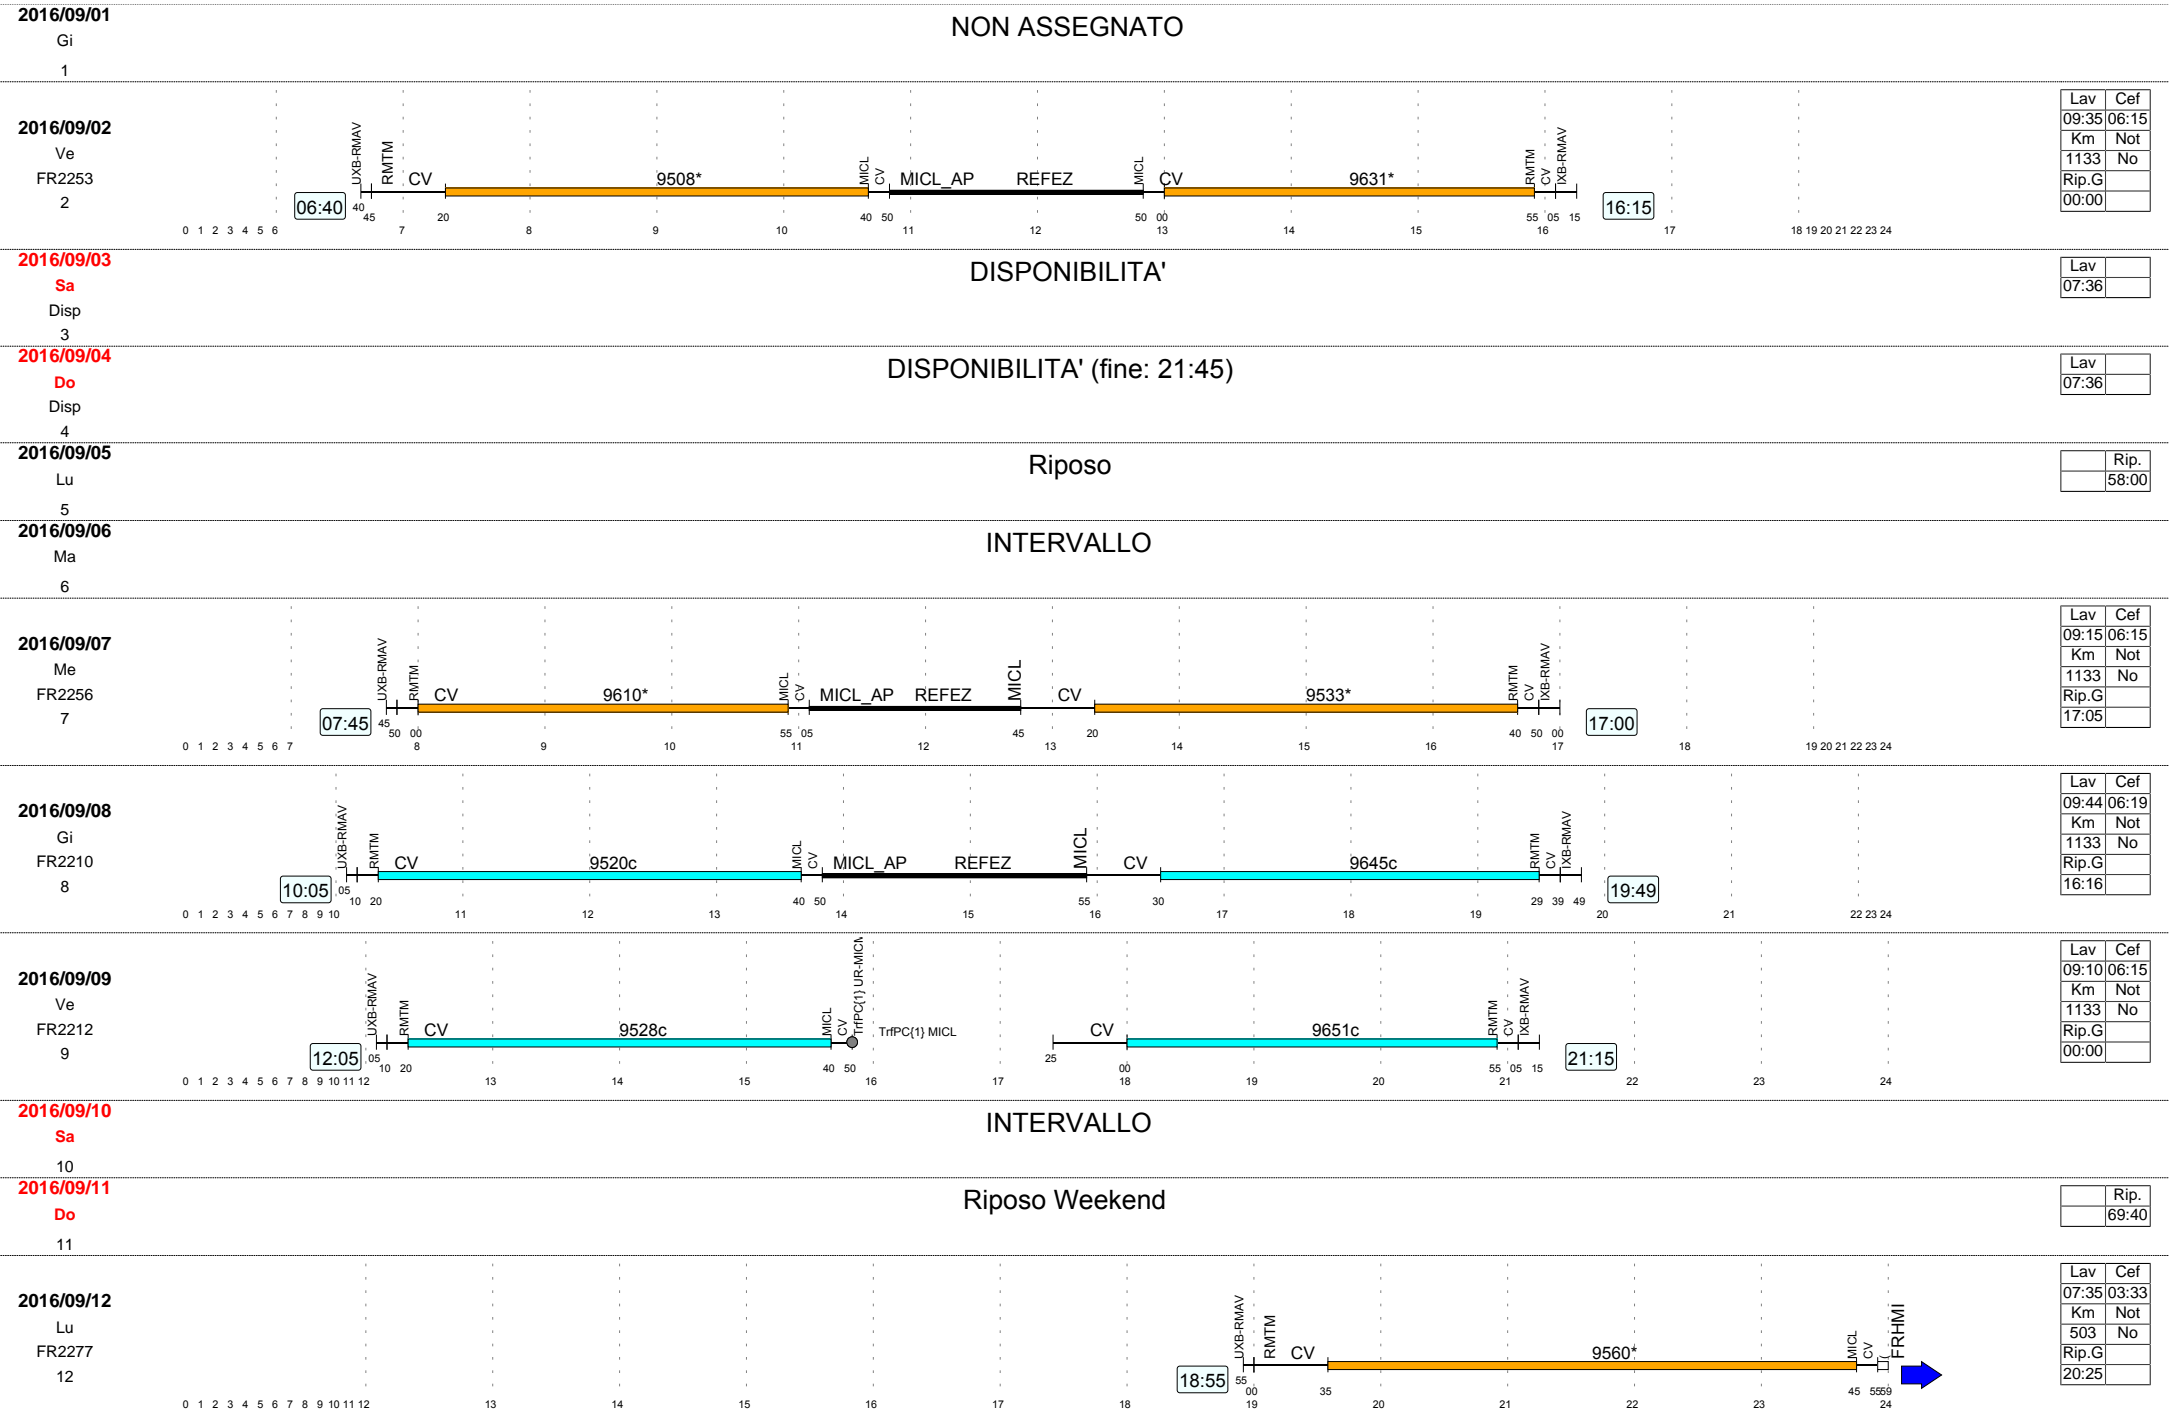 2016/09/01
Gi
1
NON ASSEGNATO
2016/09/02
Ve
FR2253
2
06:40
UXB-RMAV
RMTM
CV
9508*
MICL
CV
MICL_AP
REFEZ
MICL
CV
9631*
RMTM
CV
IXB-RMAV
16:15
40 45 20 40 50 50 00 55 05 15
0 1 2 3 4 5 6 7 8 9 10 11 12 13 14 15 16 17 18 19 20 21 22 23 24
Lav Cef
09:35 06:15
Km Not
1133 No
Rip.G
00:00
2016/09/03
Sa
Disp
3
DISPONIBILITA'
Lav
07:36
2016/09/04
Do
Disp
4
DISPONIBILITA' (fine: 21:45)
Lav
07:36
2016/09/05
Lu
5
Riposo
Rip.
58:00
2016/09/06
Ma
6
INTERVALLO
2016/09/07
Me
FR2256
7
07:45
UXB-RMAV
RMTM
CV
9610*
MICL
CV
MICL_AP
REFEZ
MICL
CV
9533*
RMTM
CV
IXB-RMAV
17:00
45 50 00 55 05 45 20 40 50 00
0 1 2 3 4 5 6 7 8 9 10 11 12 13 14 15 16 17 18 19 20 21 22 23 24
Lav Cef
09:15 06:15
Km Not
1133 No
Rip.G
17:05
2016/09/08
Gi
FR2210
8
10:05
UXB-RMAV
RMTM
CV
9520c
MICL
CV
MICL_AP
REFEZ
MICL
CV
9645c
RMTM
CV
IXB-RMAV
19:49
05 10 20 40 50 55 30 29 39 49
0 1 2 3 4 5 6 7 8 9 10 11 12 13 14 15 16 17 18 19 20 21 22 23 24
Lav Cef
09:44 06:19
Km Not
1133 No
Rip.G
16:16
2016/09/09
Ve
FR2212
9
12:05
UXB-RMAV
RMTM
CV
9528c
MICL
CV
TrfPC{1} UR-MICM
TrfPC{1} MICL
CV
9651c
RMTM
CV
IXB-RMAV
21:15
05 10 20 40 50 25 00 55 05 15
0 1 2 3 4 5 6 7 8 9 10 11 12 13 14 15 16 17 18 19 20 21 22 23 24
Lav Cef
09:10 06:15
Km Not
1133 No
Rip.G
00:00
2016/09/10
Sa
10
INTERVALLO
2016/09/11
Do
11
Riposo Weekend
Rip.
69:40
2016/09/12
Lu
FR2277
12
18:55
UXB-RMAV
RMTM
CV
9560*
MICL
CV
(
FRHMI
55 00 35 45 55 59
0 1 2 3 4 5 6 7 8 9 10 11 12 13 14 15 16 17 18 19 20 21 22 23 24
Lav Cef
07:35 03:33
Km Not
503 No
Rip.G
20:25